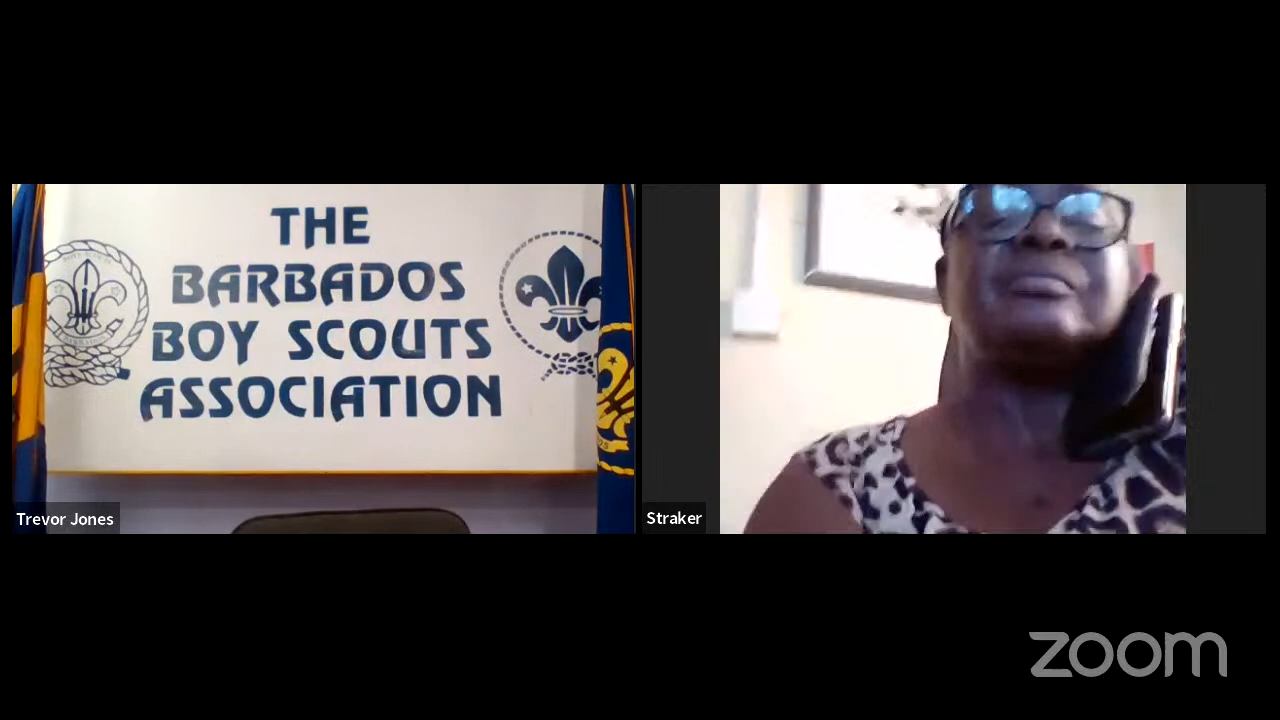 THE
BARBADOS
BOY SCOUTS
ASSOCIATION
Trevor Jones
Straker
zoom